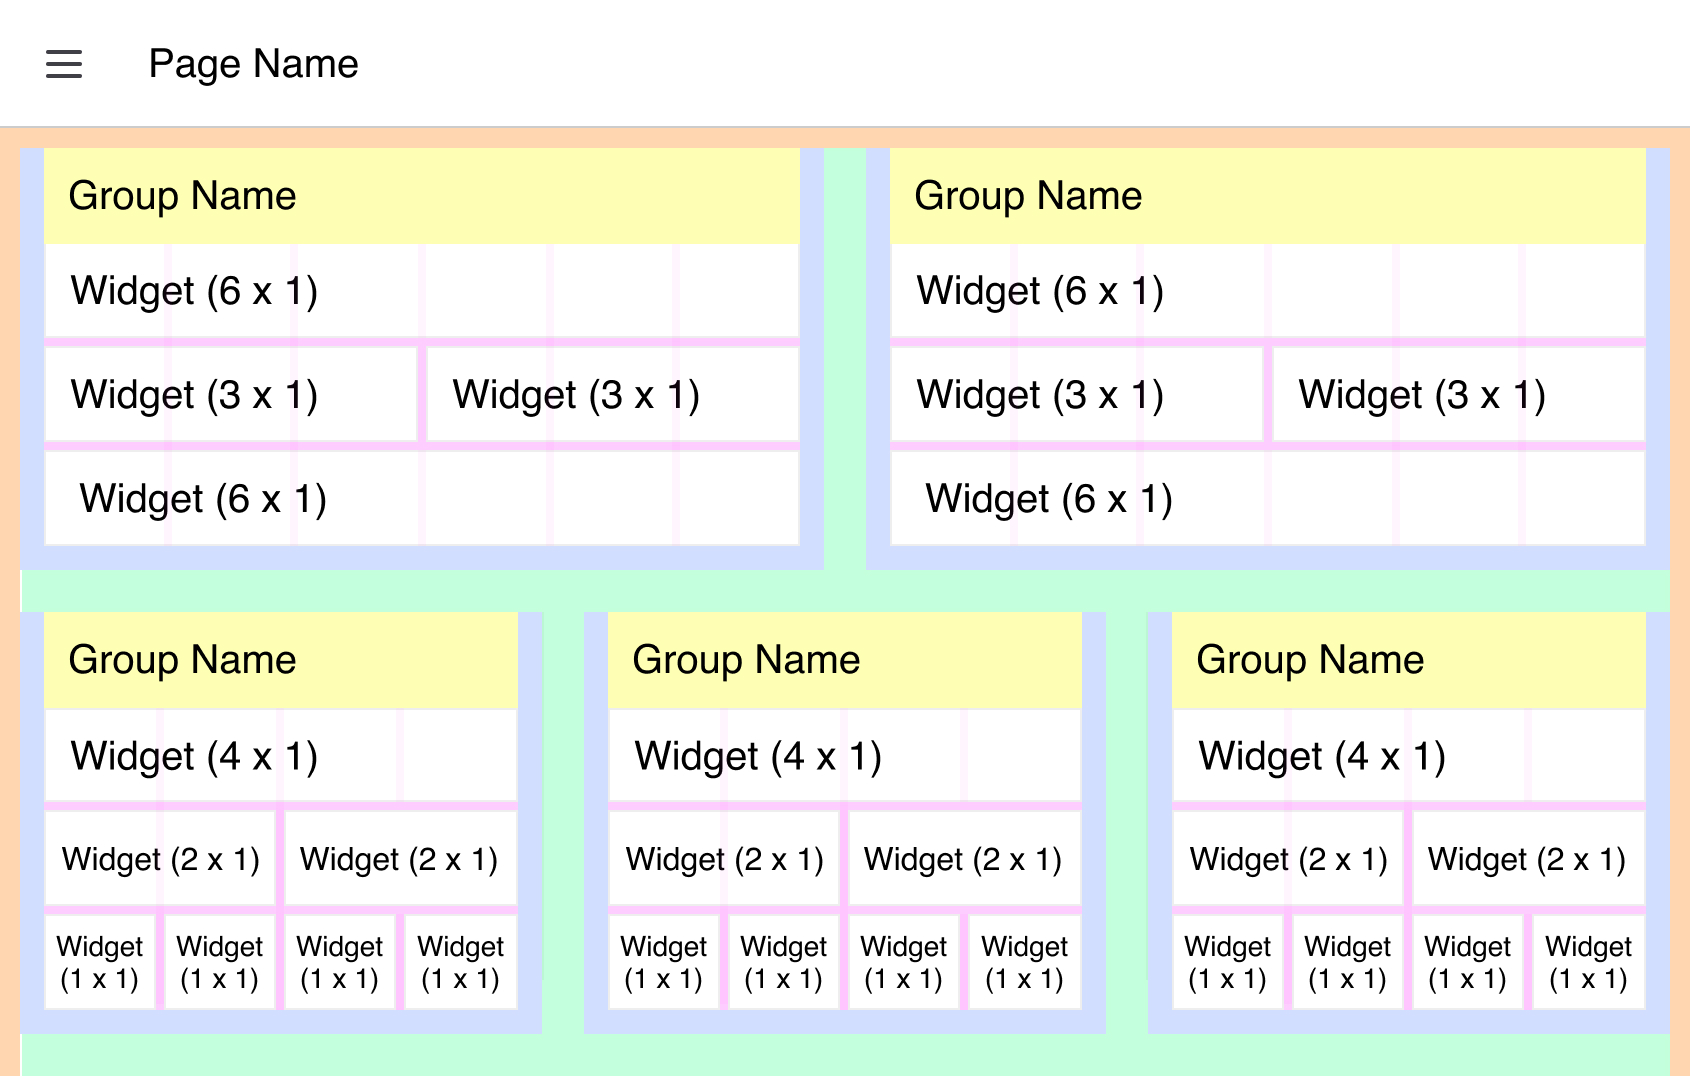 Page Name
Group Name
Group Name
Widget (6 x 1)
Widget (6 x 1)
Widget (3 x 1)
Widget (3 x 1)
Widget (3 x 1)
Widget (3 x 1)
Widget (6 x 1)
Widget (6 x 1)
Group Name
Group Name
Group Name
Widget (4 x 1)
Widget (4 x 1)
Widget (4 x 1)
Widget (2 x 1)
Widget (2 x 1)
Widget (2 x 1)
Widget (2 x 1)
Widget (2 x 1)
Widget (2 x 1)
Widget
(1 x 1)
Widget
(1 x 1)
Widget
(1 x 1)
Widget
(1 x 1)
Widget
(1 x 1)
Widget
(1 x 1)
Widget
(1 x 1)
Widget
(1 x 1)
Widget
(1 x 1)
Widget
(1 x 1)
Widget
(1 x 1)
Widget
(1 x 1)